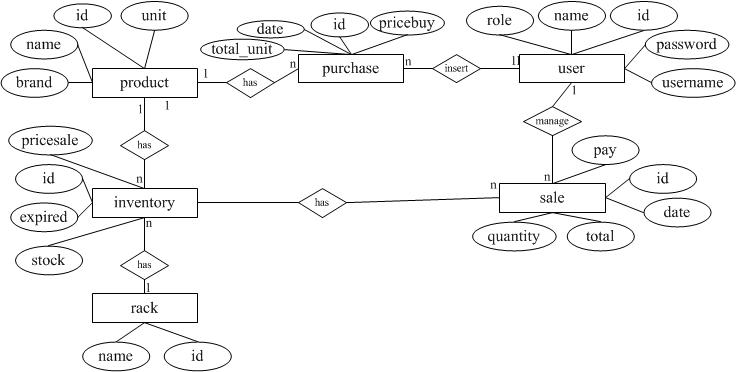 id
unit
name
brand
product
date
id
pricebuy
total_unit
purchase
role
name
id
password
username
user
1
has
n
n
insert
11
1
1
1
has
n
manage
n
pricesale
id
expired
stock
inventory
has
n
pay
id
date
sale
quantity
total
n
has
1
rack
name
id